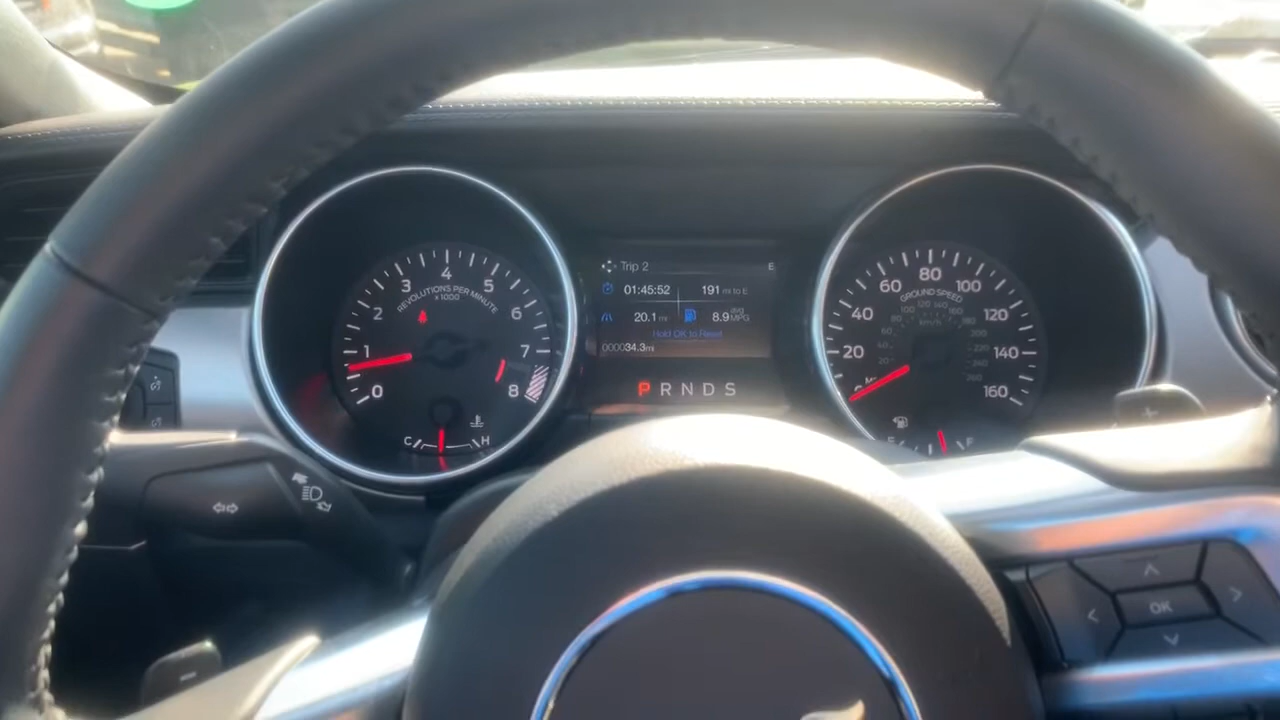 4
3 5
2 6
1 7
0 8
REVOLUTIONS PER MINUTE
x1000
C H
Trip 2 E
01:45:52 191 mi to E
20.1 mi 8.9 avg MPG
Hold OK to Reset
000034.3mi
P R N D S
80
60 100
40 120
20 140
160
GROUND SPEED
km/h
E F
OK